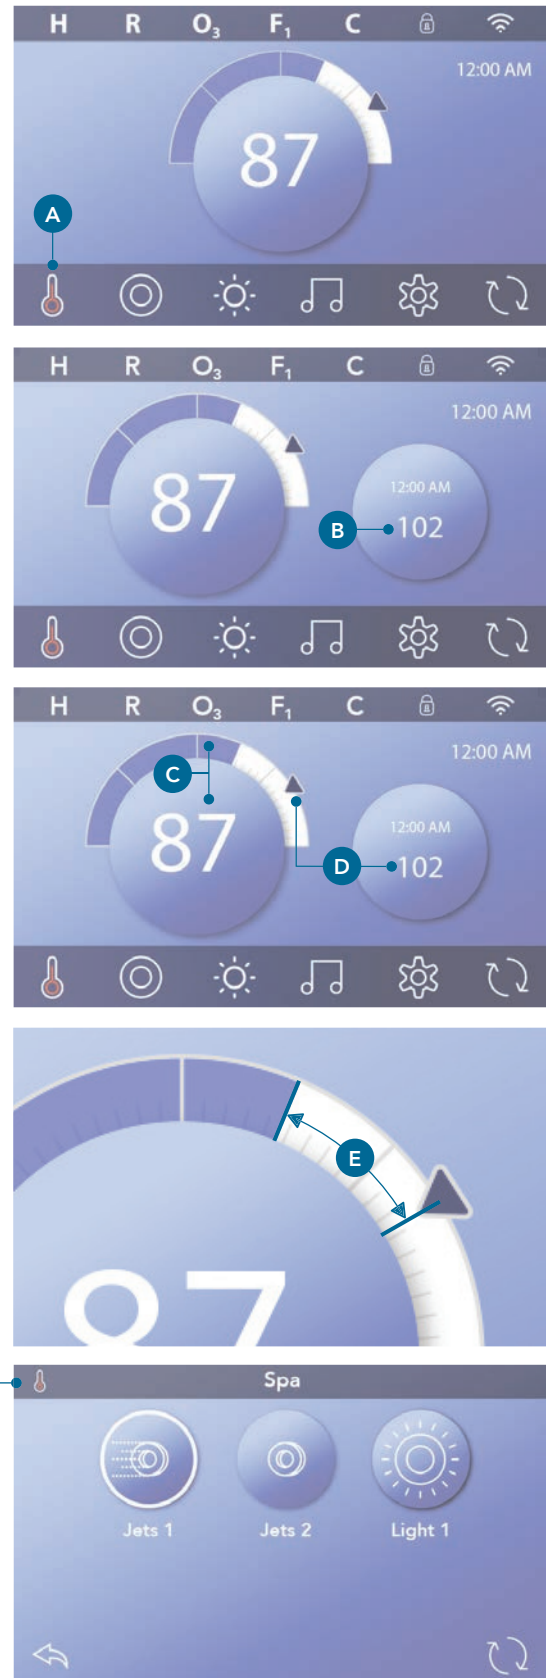 H R O₃ F₁ C
12:00 AM
87
A
H R O₃ F₁ C
12:00 AM
87
12:00 AM
B
102
H R O₃ F₁ C
12:00 AM
C
87
12:00 AM
D
102
E
87
Spa
Jets 1 Jets 2 Light 1